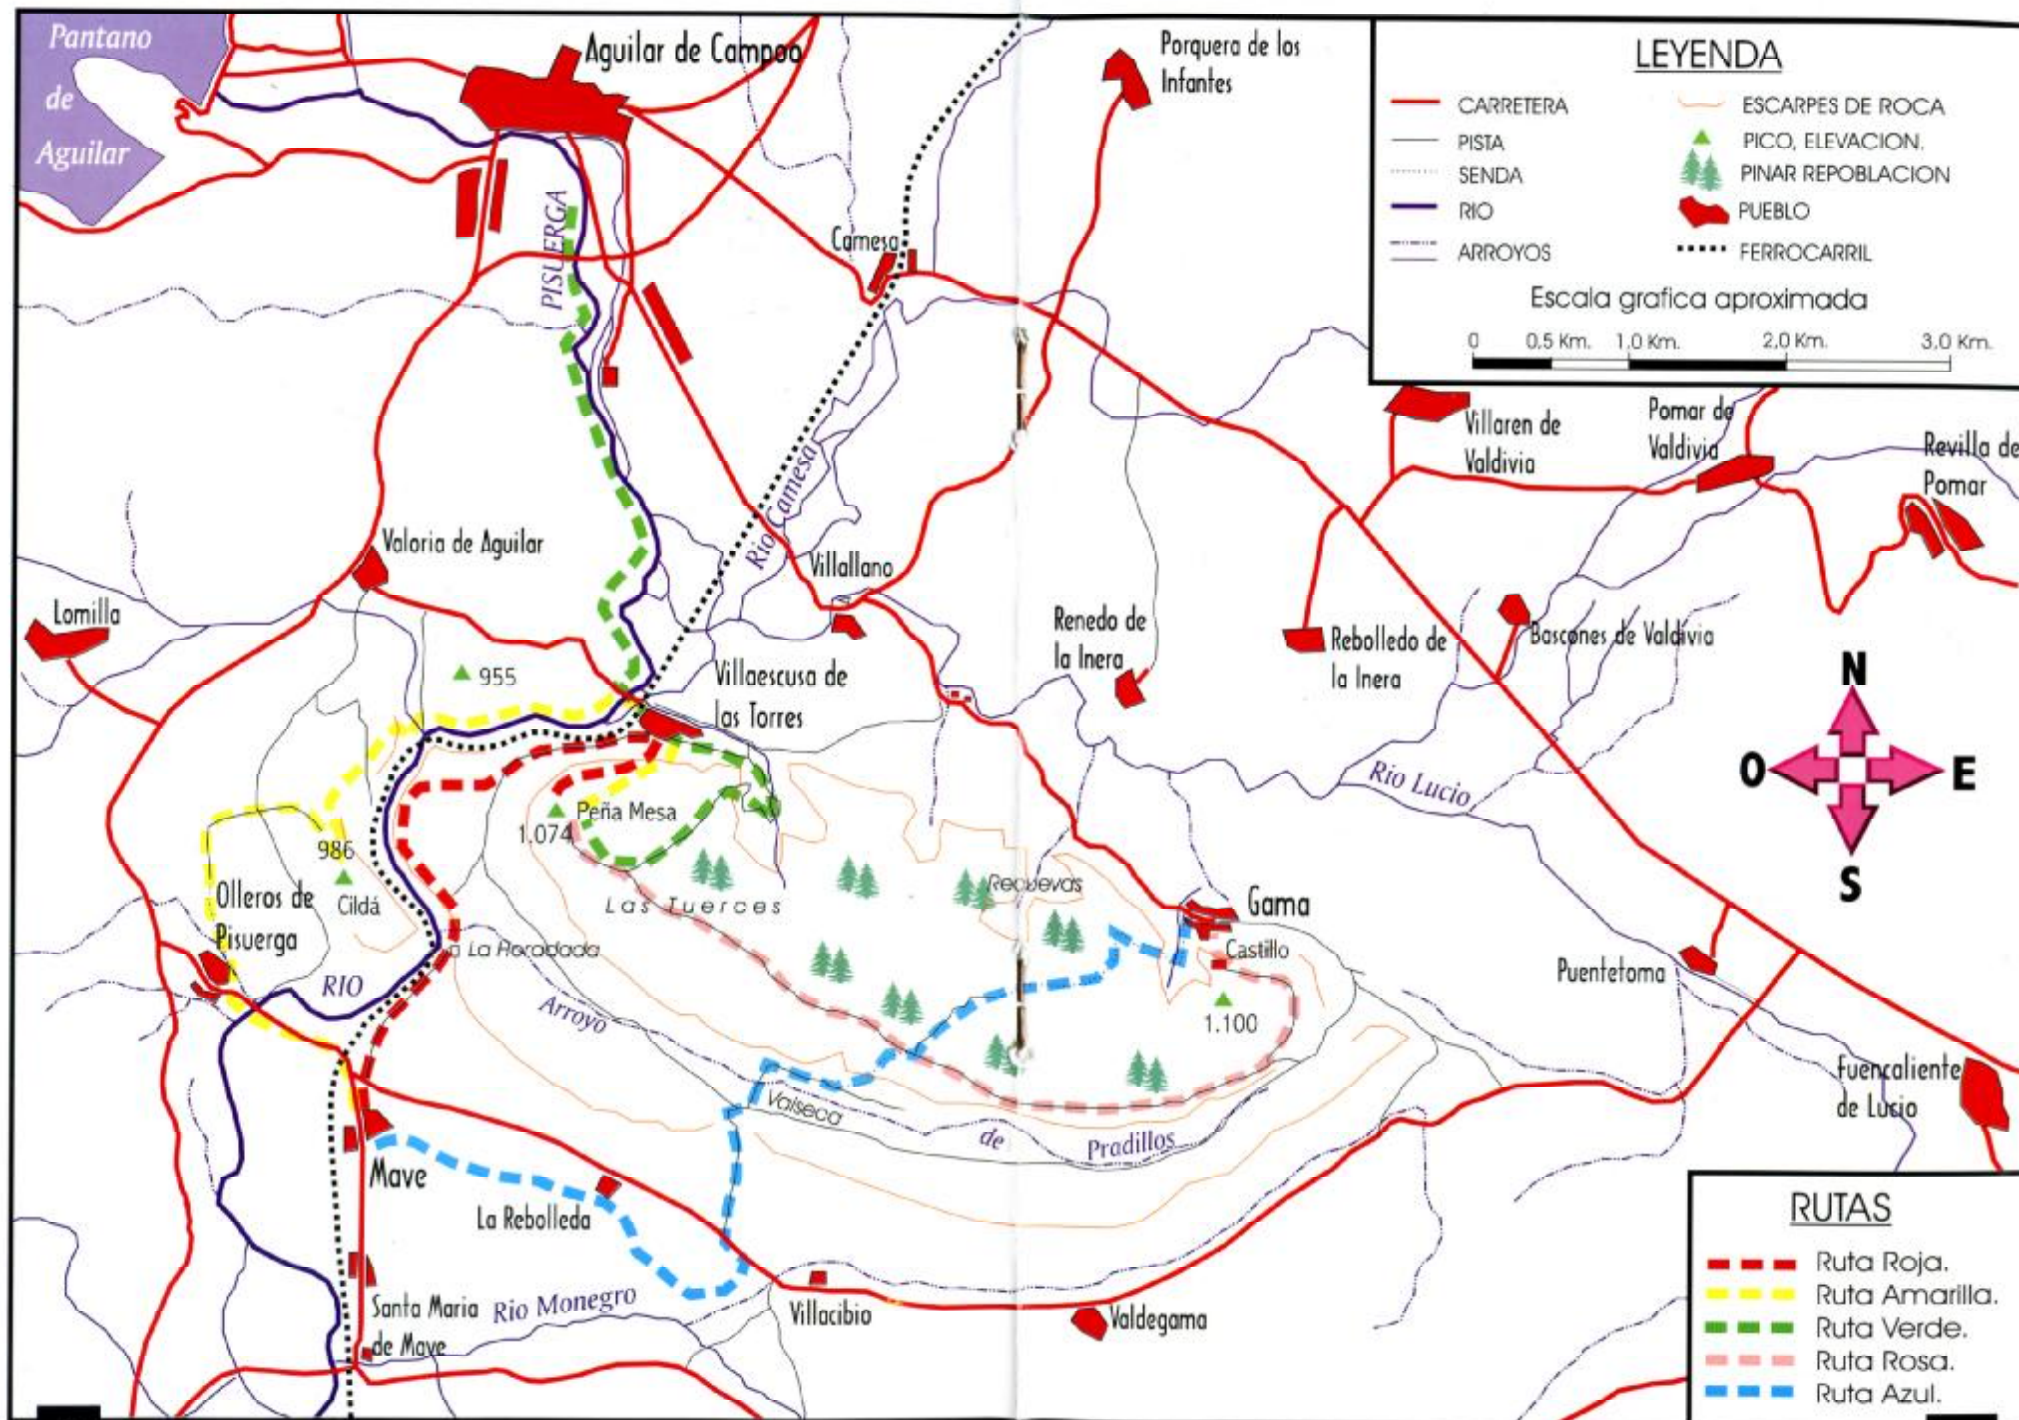 Pantano
de
Aguilar
Aguilar de Campoo
Porquera de los
Infantes
LEYENDA
CARRETERA
PISTA
SENDA
RIO
ARROYOS
ESCARPES DE ROCA
PICO, ELEVACION.
PINAR REPOBLACION
PUEBLO
FERROCARRIL
Escala grafica aproximada
0 0,5 Km. 1,0 Km. 2,0 Km. 3,0 Km.
PISUERGA
Camesa
Rio Camesa
Villaren de
Valdivia
Pomar de
Valdivia
Revilla de
Pomar
Valoria de Aguilar
Villallano
Lomilla
Renedo de
la Inera
Rebolledo de
la Inera
Bascones de Valdivia
955
Villaescusa de
las Torres
N
O
E
S
Rio Lucio
Peña Mesa
1.074
986
Cildá
Olleros de
Pisuerga
Las Tuerces
Recuevas
Gama
Castillo
La Horadada
RIO
Arroyo
1.100
Puentetoma
Fuencaliente
de Lucio
Valseca
de
Pradillos
Mave
La Rebolleda
Santa Maria
de Mave
Rio Monegro
Villacibio
Valdegama
RUTAS
Ruta Roja.
Ruta Amarilla.
Ruta Verde.
Ruta Rosa.
Ruta Azul.